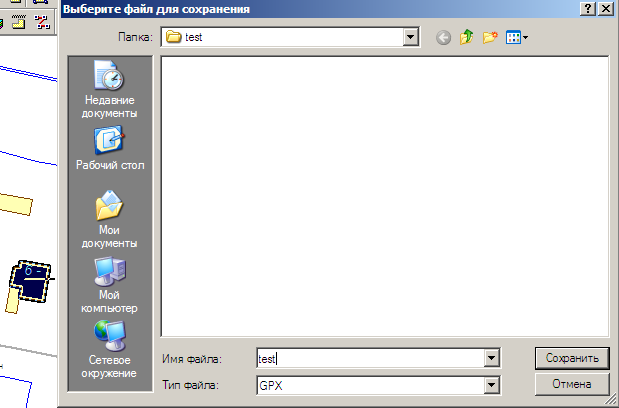 Выберите файл для сохранения
Папка:
test
Недавние
документы
Рабочий стол
Мои
документы
Мой
компьютер
Сетевое
окружение
Имя файла:
test
Сохранить
Тип файла:
GPX
Отмена
6 -